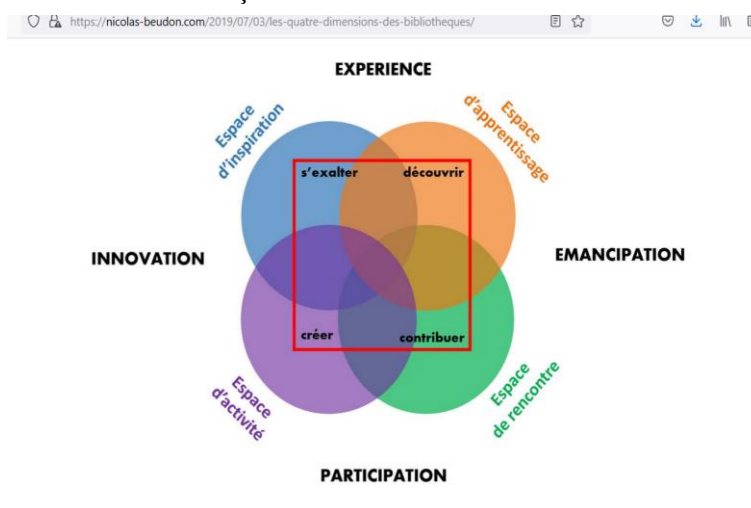 https://nicolas-beudon.com/2019/07/03/les-quatre-dimensions-des-bibliotheques/
EXPERIENCE
Espace
d'inspiration
Espace
d'apprentissage
s'exalter
découvrir
INNOVATION
EMANCIPATION
créer
contribuer
Espace
d'activité
Espace
de rencontre
PARTICIPATION